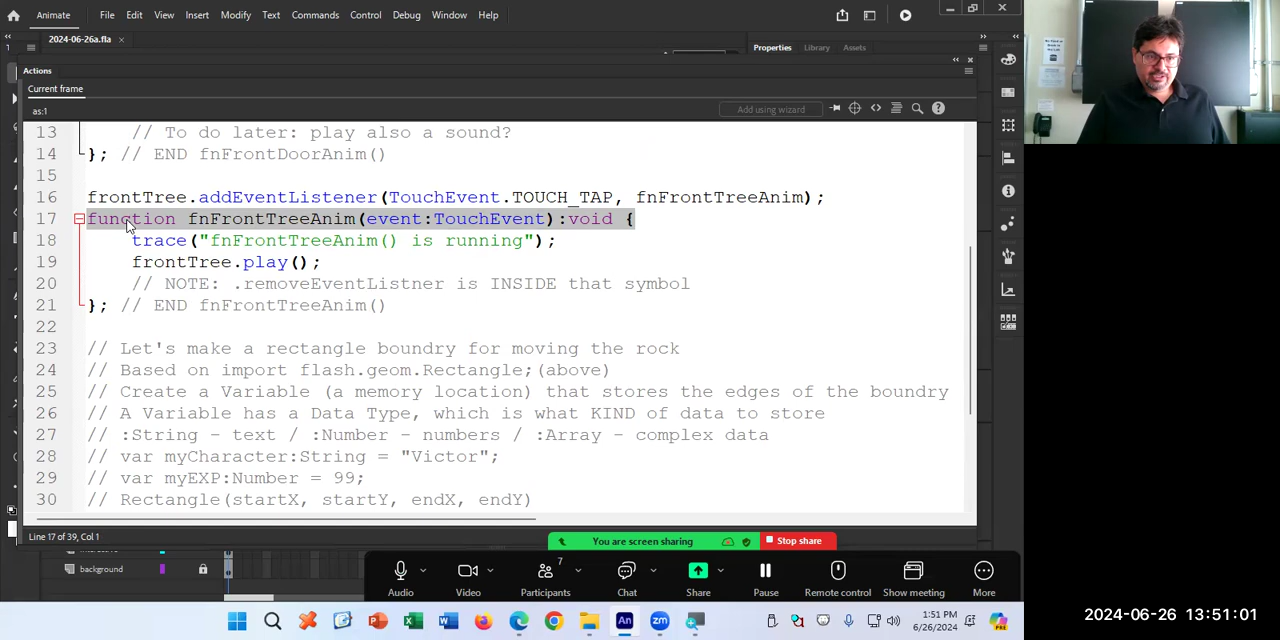 Animate File Edit View Insert Modify Text Commands Control Debug Window Help
2024-06-26a.fla ×
Properties Library Assets
Actions
Current frame
as:1
Add using wizard
13 // To do later: play also a sound?
14 }; // END fnFrontDoorAnim()
15
16 frontTree.addEventListener(TouchEvent.TOUCH_TAP, fnFrontTreeAnim);
17 function fnFrontTreeAnim(event:TouchEvent):void {
18 trace("fnFrontTreeAnim() is running");
19 frontTree.play();
20 // NOTE: .removeEventListner is INSIDE that symbol
21 }; // END fnFrontTreeAnim()
22
23 // Let's make a rectangle boundry for moving the rock
24 // Based on import flash.geom.Rectangle;(above)
25 // Create a Variable (a memory location) that stores the edges of the boundry
26 // A Variable has a Data Type, which is what KIND of data to store
27 // :String - text / :Number - numbers / :Array - complex data
28 // var myCharacter:String = "Victor";
29 // var myEXP:Number = 99;
30 // Rectangle(startX, startY, endX, endY)
Line 17 of 39, Col 1
You are screen sharing Stop share
background
7
Audio Video Participants Chat Share Pause Remote control Show meeting More
An zm
1:51 PM
6/26/2024
2024-06-26 13:51:01